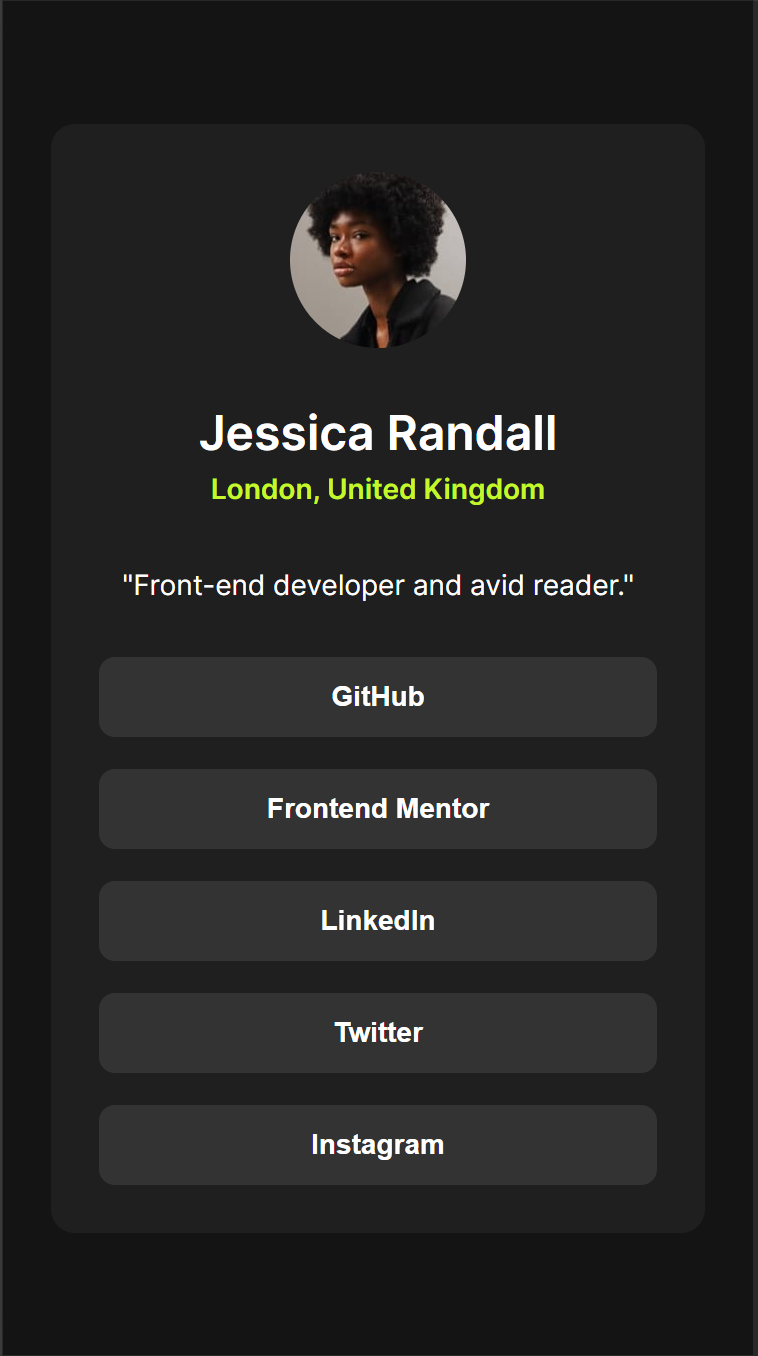 Jessica Randall
London, United Kingdom
"Front-end developer and avid reader."
GitHub
Frontend Mentor
LinkedIn
Twitter
Instagram